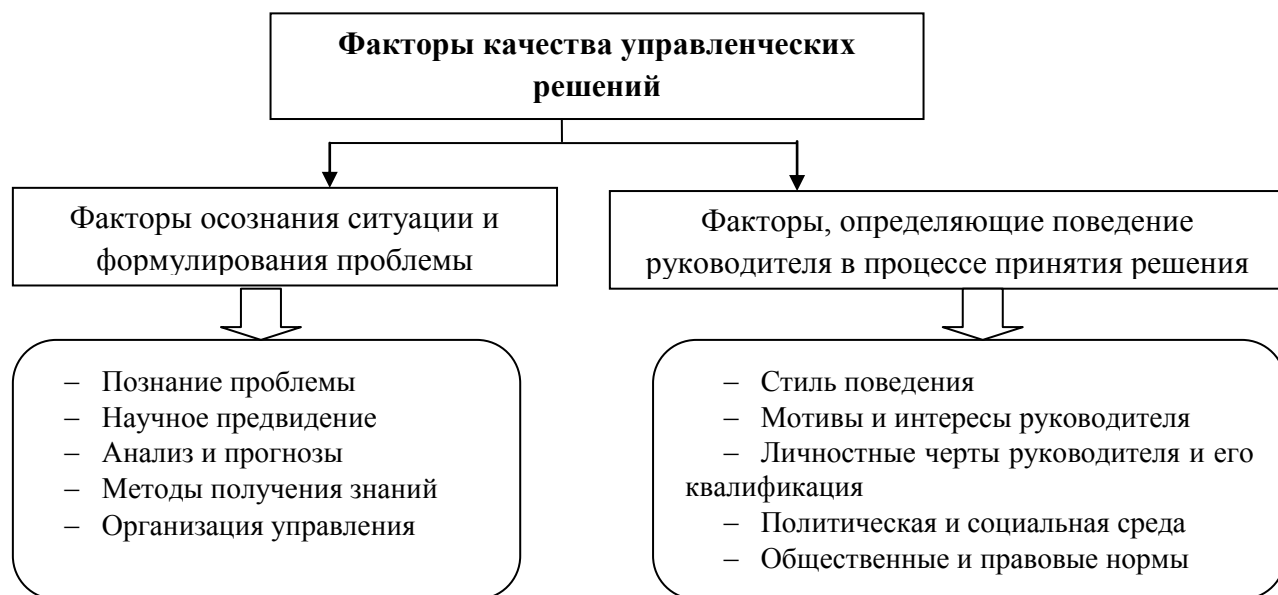 Факторы качества управленческих
решений
Факторы осознания ситуации и
формулирования проблемы
Факторы, определяющие поведение
руководителя в процессе принятия решения
– Познание проблемы
– Научное предвидение
– Анализ и прогнозы
– Методы получения знаний
– Организация управления
– Стиль поведения
– Мотивы и интересы руководителя
– Личностные черты руководителя и его
квалификация
– Политическая и социальная среда
– Общественные и правовые нормы